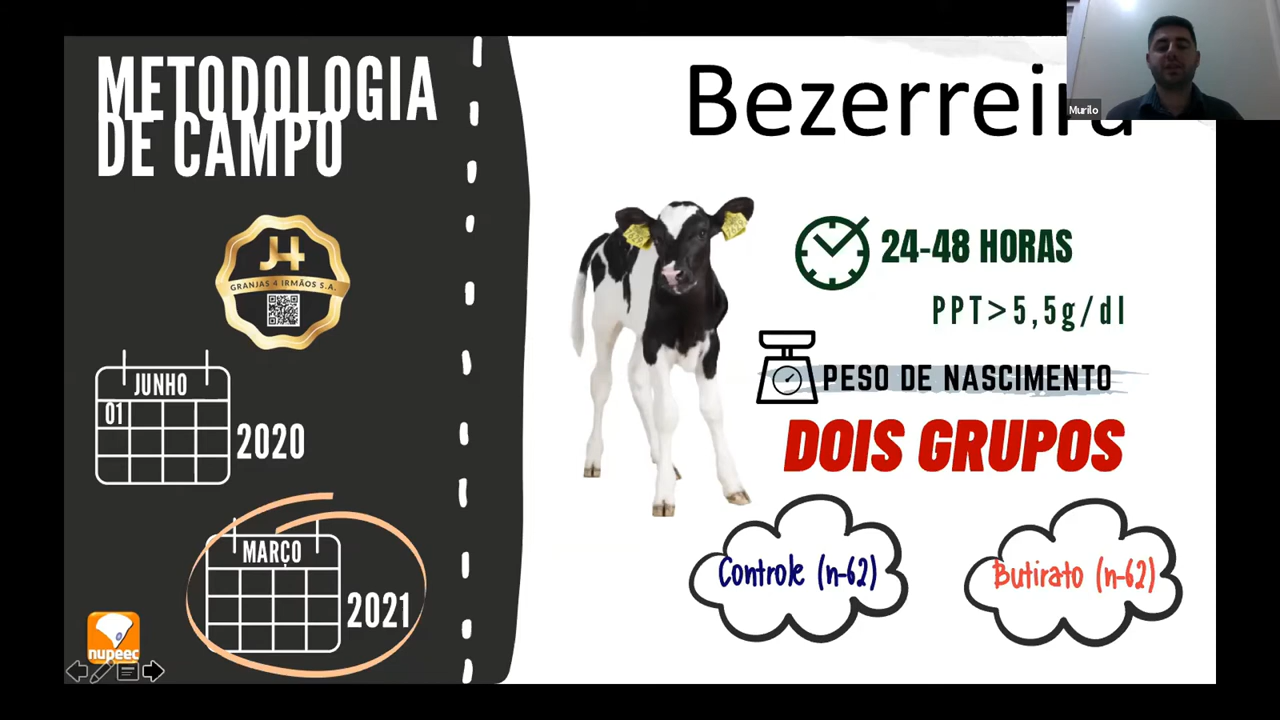 METODOLOGIA
DE CAMPO
J4
GRANJAS 4 IRMÃOS S.A.
JUNHO
01
2020
MARÇO
2021
nupeec
Bezerreira
Murilo
24-48 HORAS
PPT>5,5g/dl
PESO DE NASCIMENTO
DOIS GRUPOS
Controle (n-62)
Butirato (n-62)